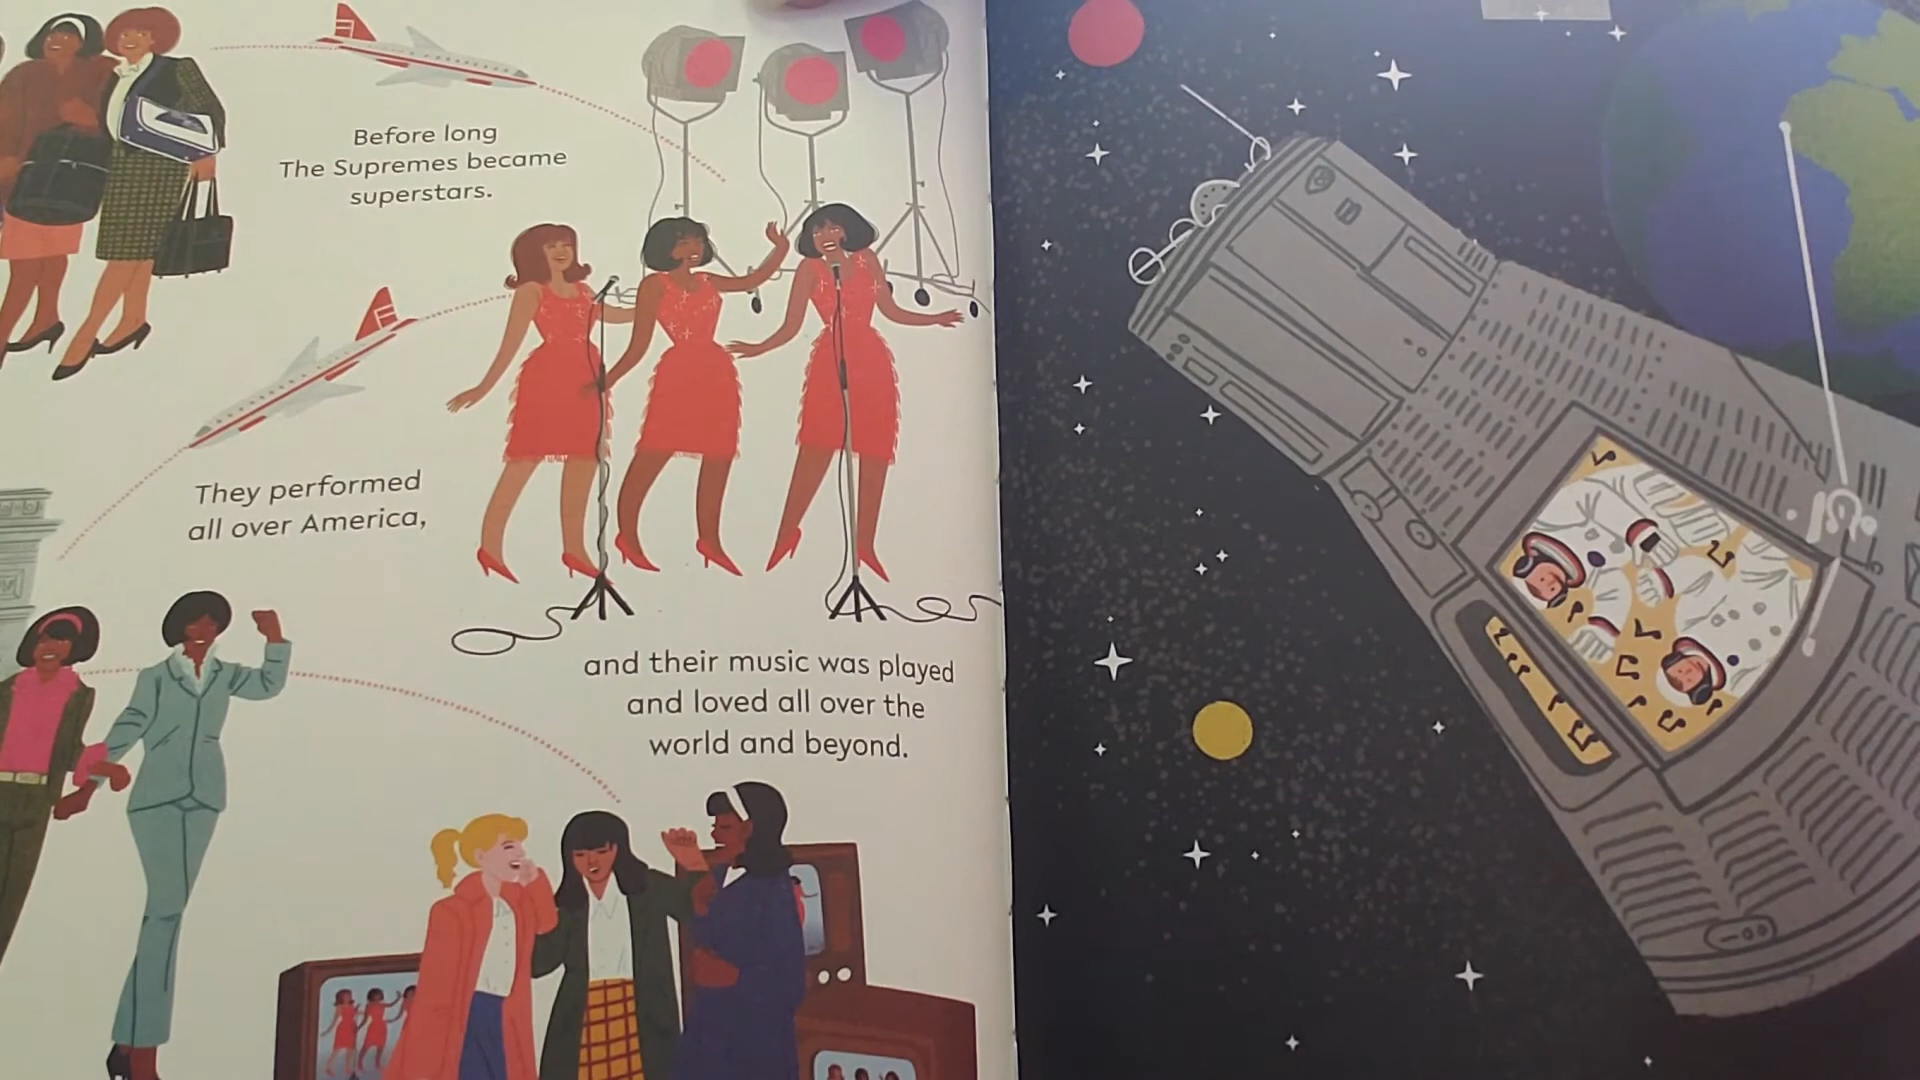 Before long
The Supremes became
superstars.
They performed
all over America,
and their music was played
and loved all over the
world and beyond.